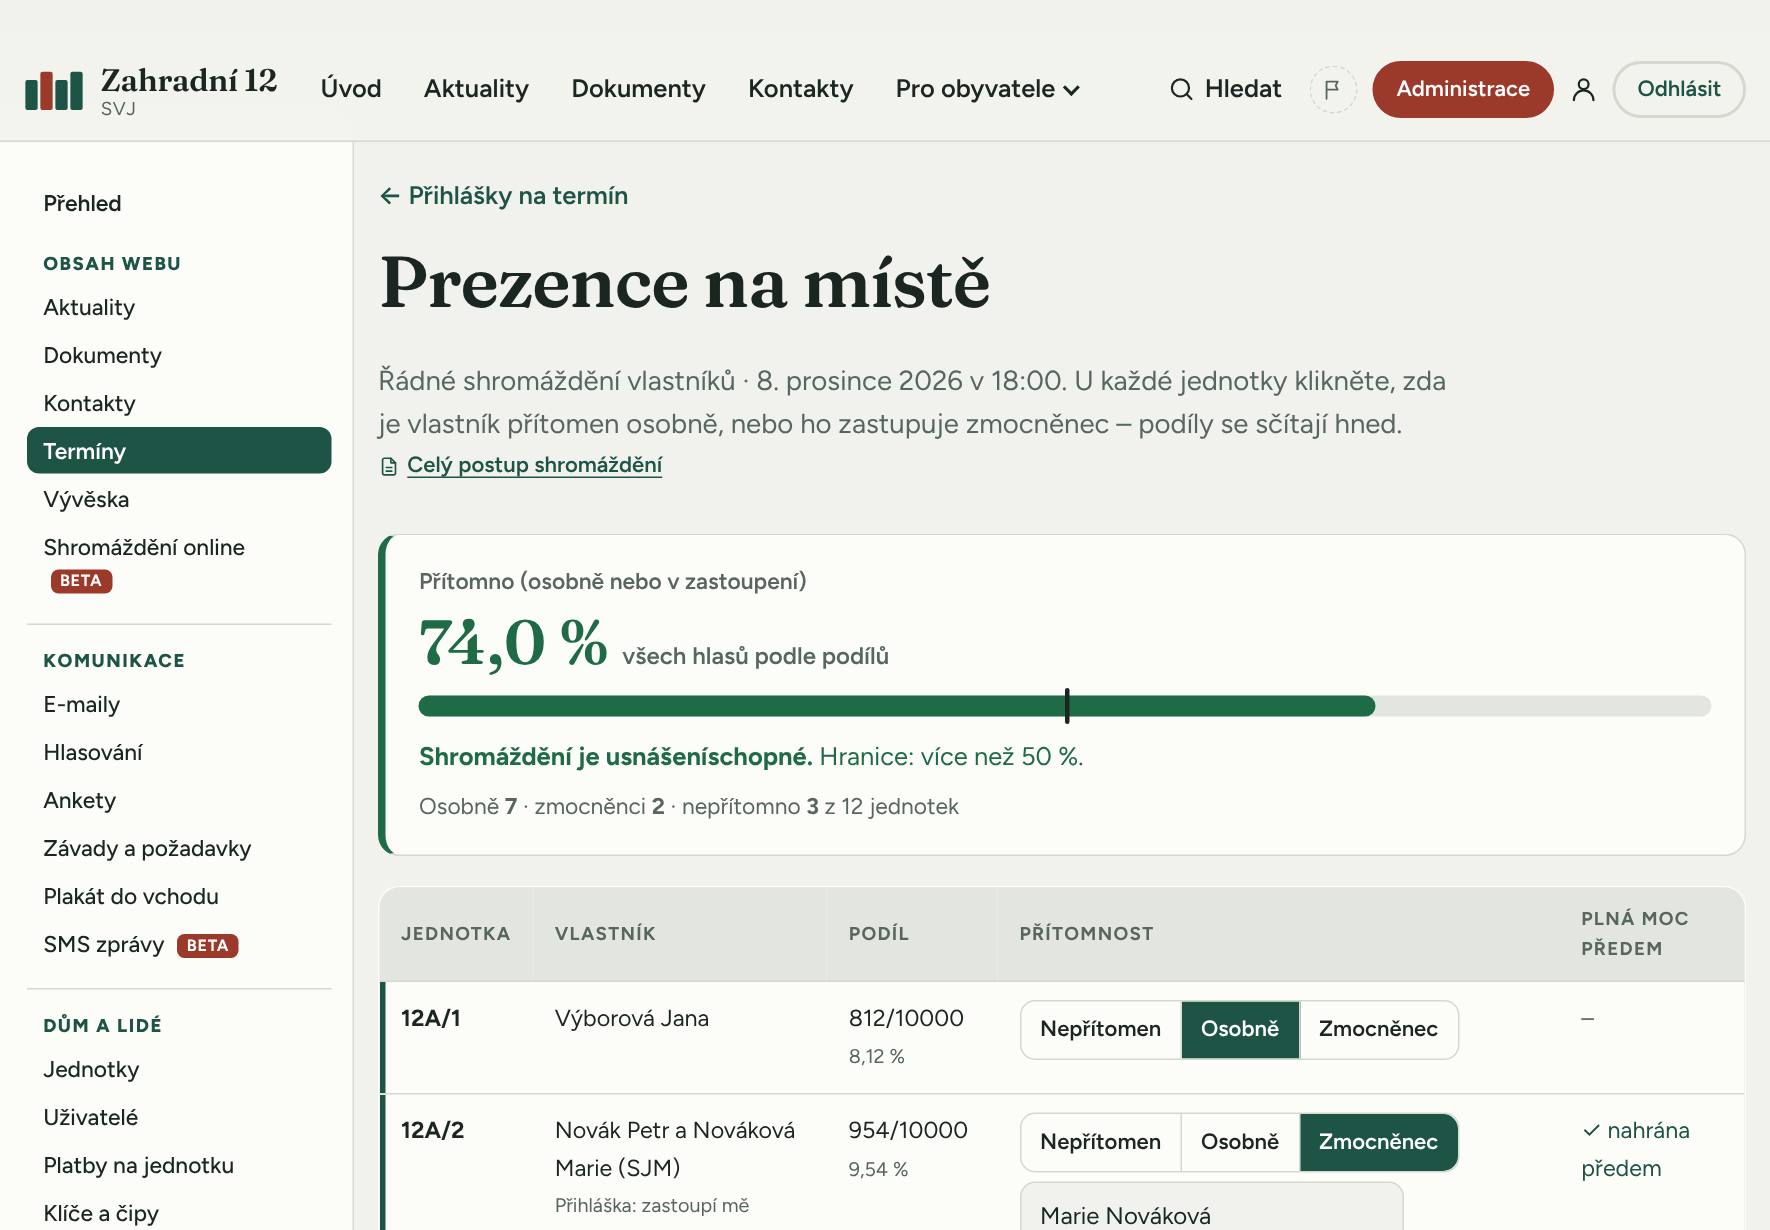 Zahradní 12
SVJ
Úvod
Aktuality
Dokumenty
Kontakty
Pro obyvatele
Hledat
Administrace
Odhlásit
Přehled
OBSAH WEBU
Aktuality
Dokumenty
Kontakty
Termíny
Vývěska
Shromáždění online
BETA
KOMUNIKACE
E-maily
Hlasování
Ankety
Závady a požadavky
Plakát do vchodu
SMS zprávy BETA
DŮM A LIDÉ
Jednotky
Uživatelé
Platby na jednotku
Klíče a čipy
← Přihlášky na termín
Prezence na místě
Řádné shromáždění vlastníků · 8. prosince 2026 v 18:00. U každé jednotky klikněte, zda
je vlastník přítomen osobně, nebo ho zastupuje zmocněnec – podíly se sčítají hned.
Celý postup shromáždění
Přítomno (osobně nebo v zastoupení)
74,0 % všech hlasů podle podílů
Shromáždění je usnášeníschopné. Hranice: více než 50 %.
Osobně 7 · zmocněnci 2 · nepřítomno 3 z 12 jednotek
JEDNOTKA
VLASTNÍK
PODÍL
PŘÍTOMNOST
PLNÁ MOC
PŘEDEM
12A/1
Výborová Jana
812/10000
8,12 %
Nepřítomen
Osobně
Zmocněnec
–
12A/2
Novák Petr a Nováková
Marie (SJM)
Přihláška: zastoupí mě
954/10000
9,54 %
Nepřítomen
Osobně
Zmocněnec
Marie Nováková
✓ nahrána
předem